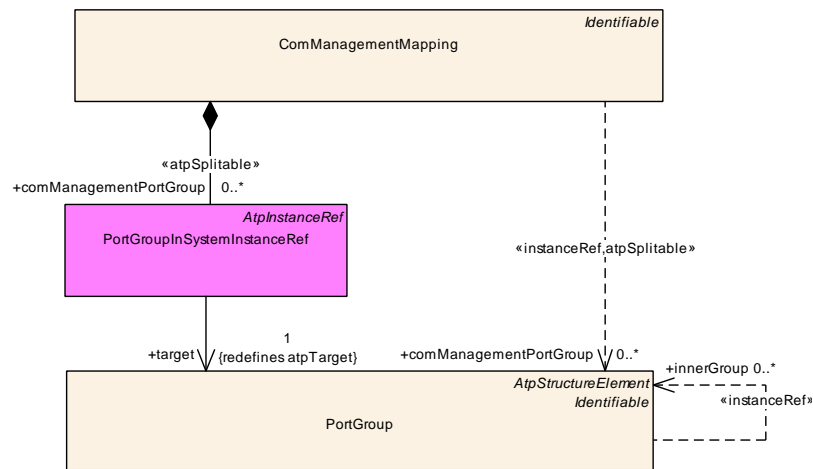 Identifiable
ComManagementMapping
«atpSplitable»
+comManagementPortGroup 0..*
AtpInstanceRef
PortGroupInSystemInstanceRef
«instanceRef,atpSplitable»
1
+target {redefines atpTarget}
+comManagementPortGroup 0..*
+innerGroup 0..*
AtpStructureElement
Identifiable
«instanceRef»
PortGroup